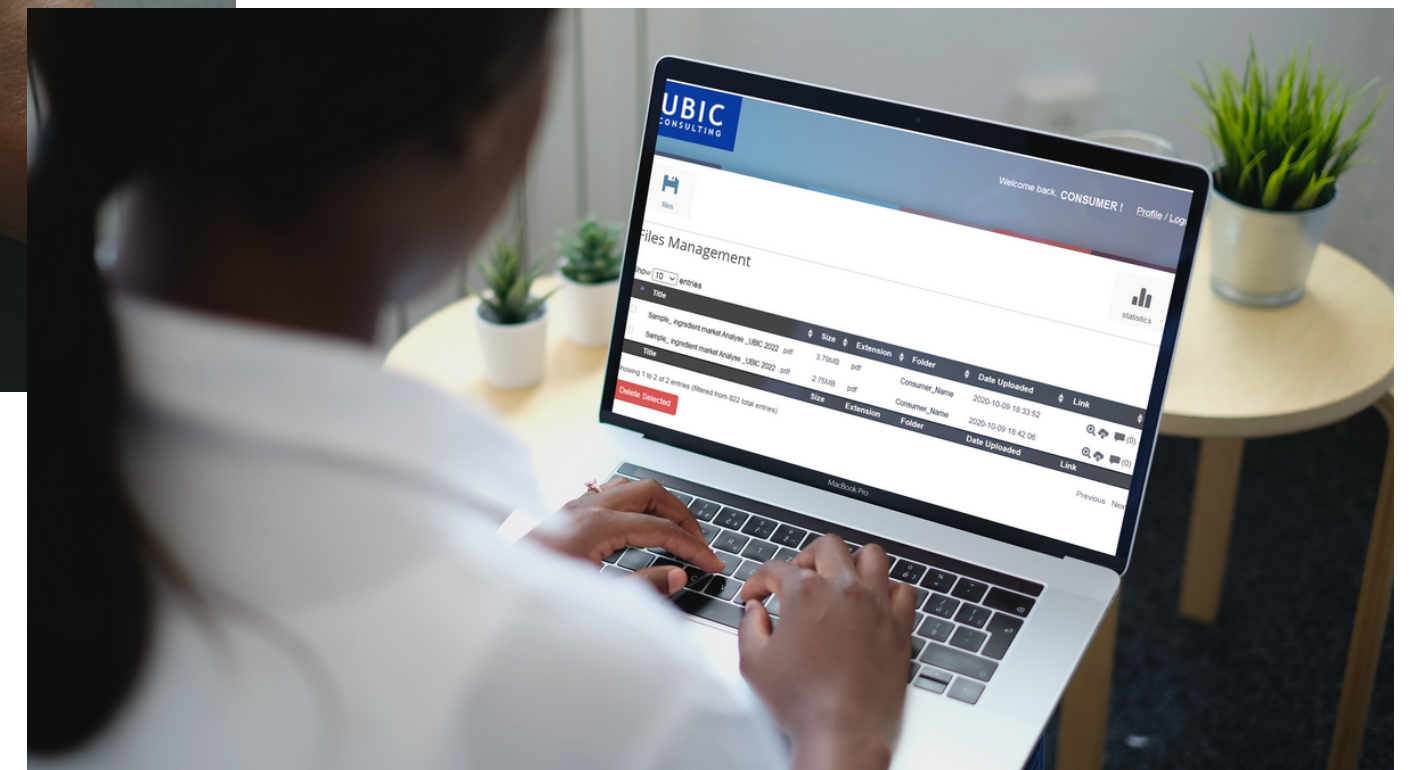 UBIC
CONSULTING
Welcome back, CONSUMER ! Profile / Logo
files
statistics
Files Management
Show 10 entries
Title Size Extension Folder Date Uploaded Link
Sample_ ingredient market Analyse _UBIC 2022 .pdf 3.79MB pdf Consumer_Name 2020-10-09 18:33:52 (0)
Sample_ ingredient market Analyse _UBIC 2022 .pdf 2.75MB pdf Consumer_Name 2020-10-09 18:42:06 (0)
Title Size Extension Folder Date Uploaded Link
howing 1 to 2 of 2 entries (filtered from 822 total entries)
Previous Nex
Delete Selected
MacBook Pro